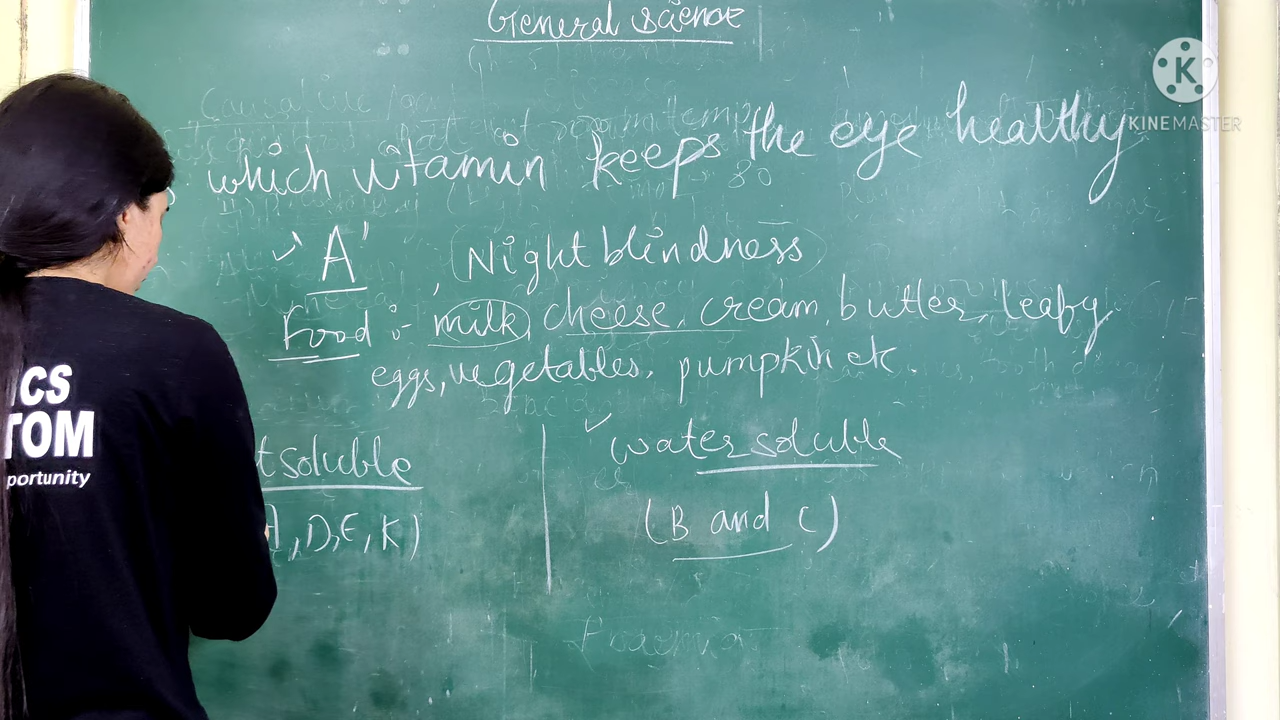 General science
which vitamin keeps the eye healthy
'A' (Night blindness)
Food :- milk, cheese, cream, butter, leafy
eggs, vegetables, pumpkin etc.
t soluble
A, D, E, K)
water soluble
(B and C)
CS
TOM
portunity
K
KINEMASTER